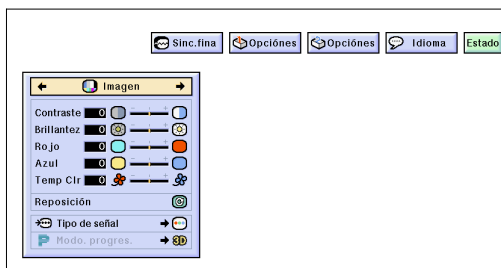 Sinc.fina Opciónes Opciónes Idioma Estado
Imagen
Contraste 0
Brillantez 0
Rojo 0
Azul 0
Temp Clr 0
Reposición
Tipo de señal
P Modo. progres. 3D